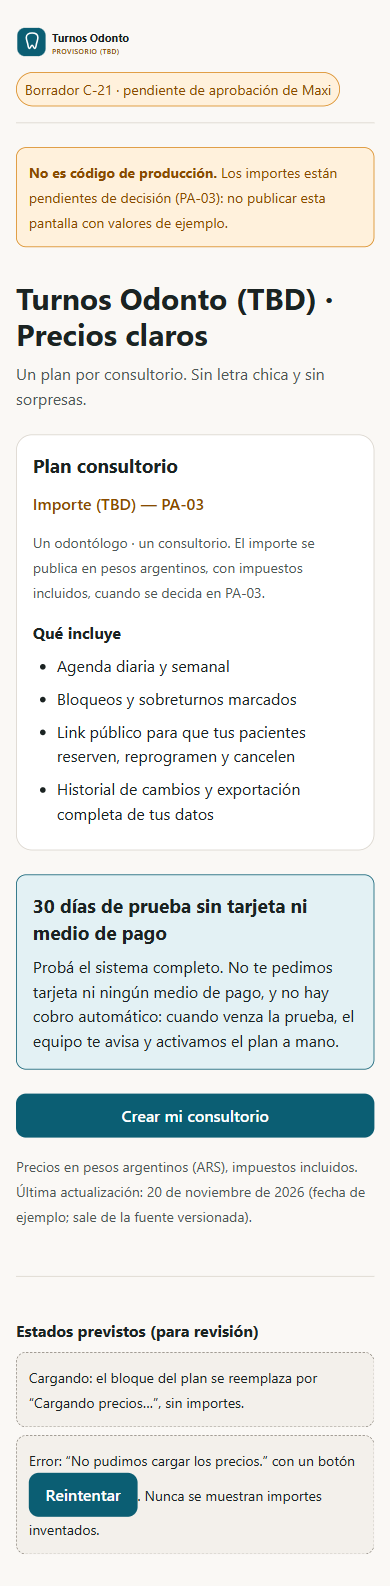 Turnos Odonto
PROVISORIO (TBD)
Borrador C-21 · pendiente de aprobación de Maxi
No es código de producción. Los importes están
pendientes de decisión (PA-03): no publicar esta
pantalla con valores de ejemplo.
Turnos Odonto (TBD) ·
Precios claros
Un plan por consultorio. Sin letra chica y sin
sorpresas.
Plan consultorio
Importe (TBD) — PA-03
Un odontólogo · un consultorio. El importe se
publica en pesos argentinos, con impuestos
incluidos, cuando se decida en PA-03.
Qué incluye
• Agenda diaria y semanal
• Bloqueos y sobreturnos marcados
• Link público para que tus pacientes
reserven, reprogramen y cancelen
• Historial de cambios y exportación
completa de tus datos
30 días de prueba sin tarjeta ni
medio de pago
Probá el sistema completo. No te pedimos
tarjeta ni ningún medio de pago, y no hay
cobro automático: cuando venza la prueba, el
equipo te avisa y activamos el plan a mano.
Crear mi consultorio
Precios en pesos argentinos (ARS), impuestos incluidos.
Última actualización: 20 de noviembre de 2026 (fecha de
ejemplo; sale de la fuente versionada).
Estados previstos (para revisión)
Cargando: el bloque del plan se reemplaza por
“Cargando precios…”, sin importes.
Error: “No pudimos cargar los precios.” con un botón
Reintentar. Nunca se muestran importes
inventados.